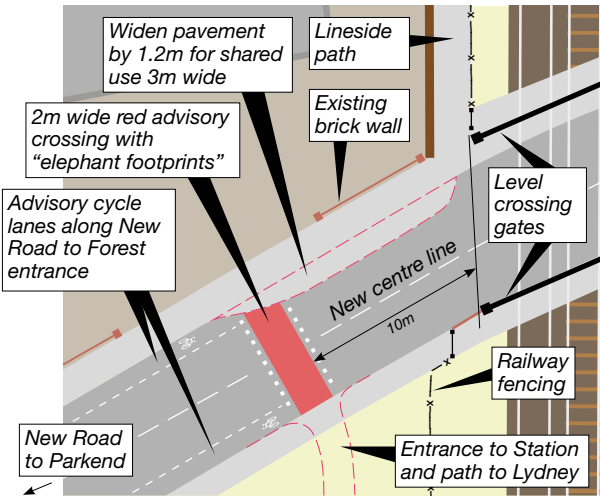 Widen pavement
by 1.2m for shared
use 3m wide
Lineside
path
2m wide red advisory
crossing with
“elephant footprints”
Existing
brick wall
Advisory cycle
lanes along New
Road to Forest
entrance
Level
crossing
gates
New centre line
10m
Railway
fencing
New Road
to Parkend
Entrance to Station
and path to Lydney